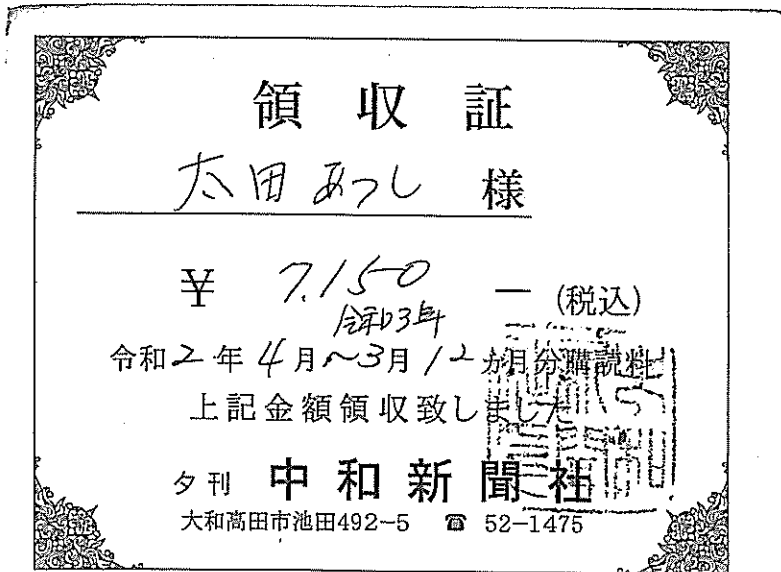 領収証
太田あつし 様
¥ 7,150 ー (税込)
令和3年
令和2年4月~3月12ヵ月分購読料
上記金額領収致しました
夕刊 中和新聞社
大和高田市池田492-5 ☎ 52-1475